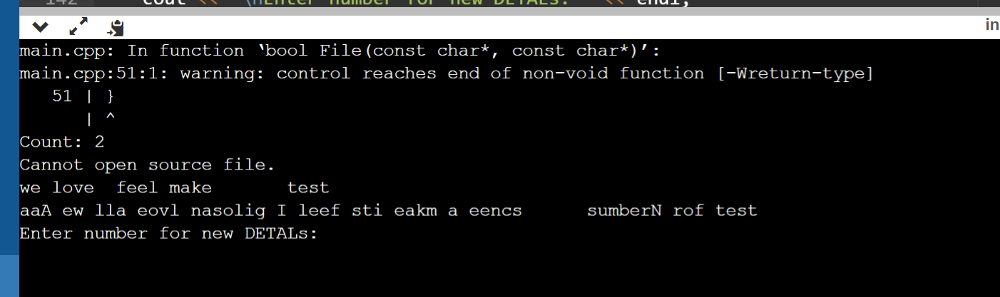 142 cout << "\nEnter number for new DETALs: " << endl;
in
main.cpp: In function ‘bool File(const char*, const char*)’:
main.cpp:51:1: warning: control reaches end of non-void function [-Wreturn-type]
   51 | }
      | ^
Count: 2
Cannot open source file.
we love  feel make       test
aaA ew lla eovl nasolig I leef sti eakm a eencs      sumberN rof test
Enter number for new DETALs: